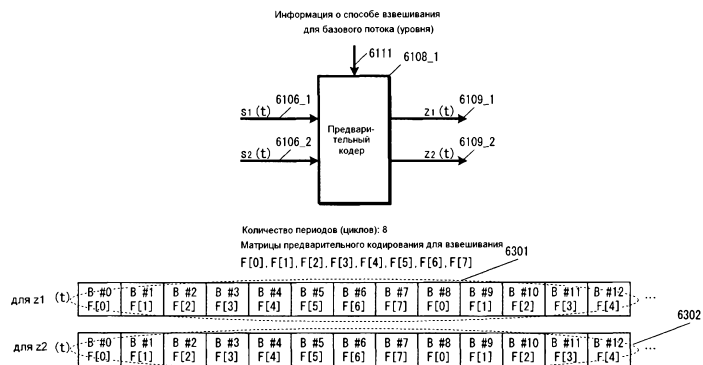 Информация о способе взвешивания
для базового потока (уровня)
6111
6108_1
6106_1
6109_1
s1 (t)
z1 (t)
Предвари-
тельный
кодер
6106_2
6109_2
s2 (t)
z2 (t)
Количество периодов (циклов): 8
Матрицы предварительного кодирования для взвешивания
F[0], F[1], F[2], F[3], F[4], F[5], F[6], F[7]
6301
B #0 B #1 B #2 B #3 B #4 B #5 B #6 B #7 B #8 B #9 B #10 B #11 B #12
для z1 (t) F[0] F[1] F[2] F[3] F[4] F[5] F[6] F[7] F[0] F[1] F[2] F[3] F[4] ...
6302
B #0 B #1 B #2 B #3 B #4 B #5 B #6 B #7 B #8 B #9 B #10 B #11 B #12
для z2 (t) F[0] F[1] F[2] F[3] F[4] F[5] F[6] F[7] F[0] F[1] F[2] F[3] F[4] ...